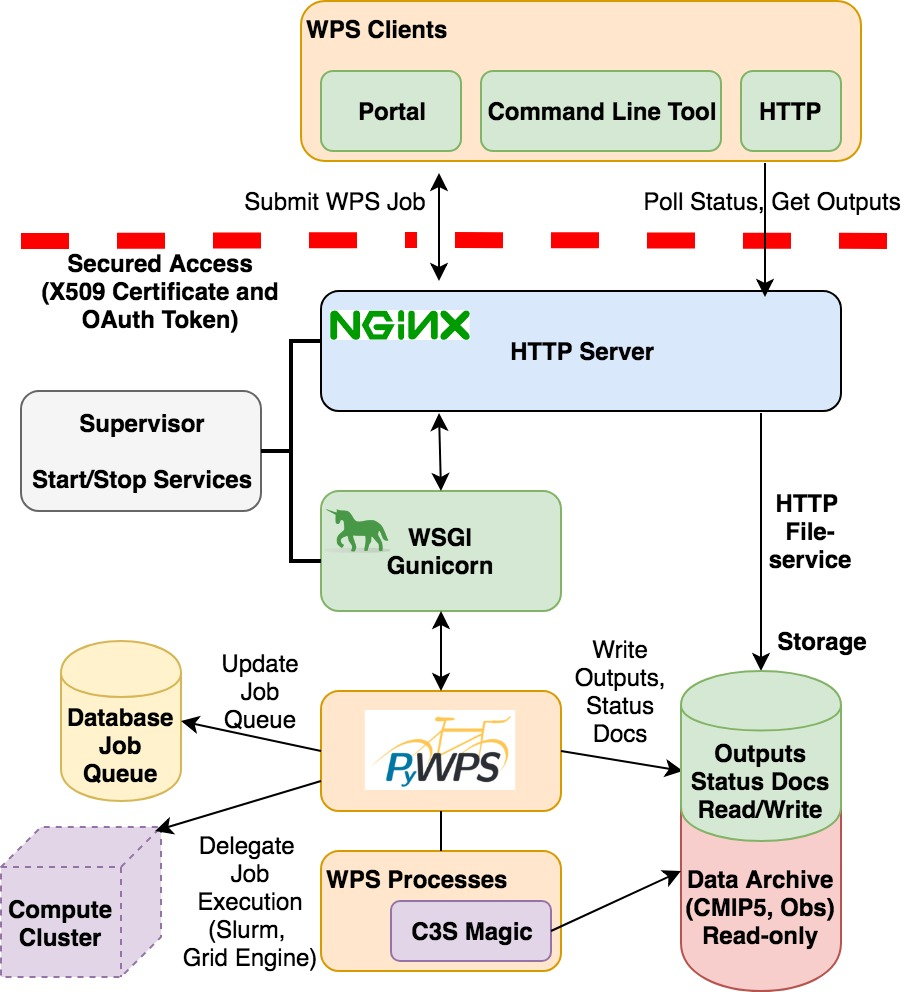 WPS Clients
Portal
Command Line Tool
HTTP
Submit WPS Job
Poll Status, Get Outputs
Secured Access
(X509 Certificate and
OAuth Token)
NGINX
HTTP Server
Supervisor
Start/Stop Services
WSGI
Gunicorn
HTTP
File-
service
Storage
Update
Job
Queue
Write
Outputs,
Status
Docs
Database
Job
Queue
PyWPS
Outputs
Status Docs
Read/Write
Delegate
Job
Execution
(Slurm,
Grid Engine)
Compute
Cluster
WPS Processes
C3S Magic
Data Archive
(CMIP5, Obs)
Read-only